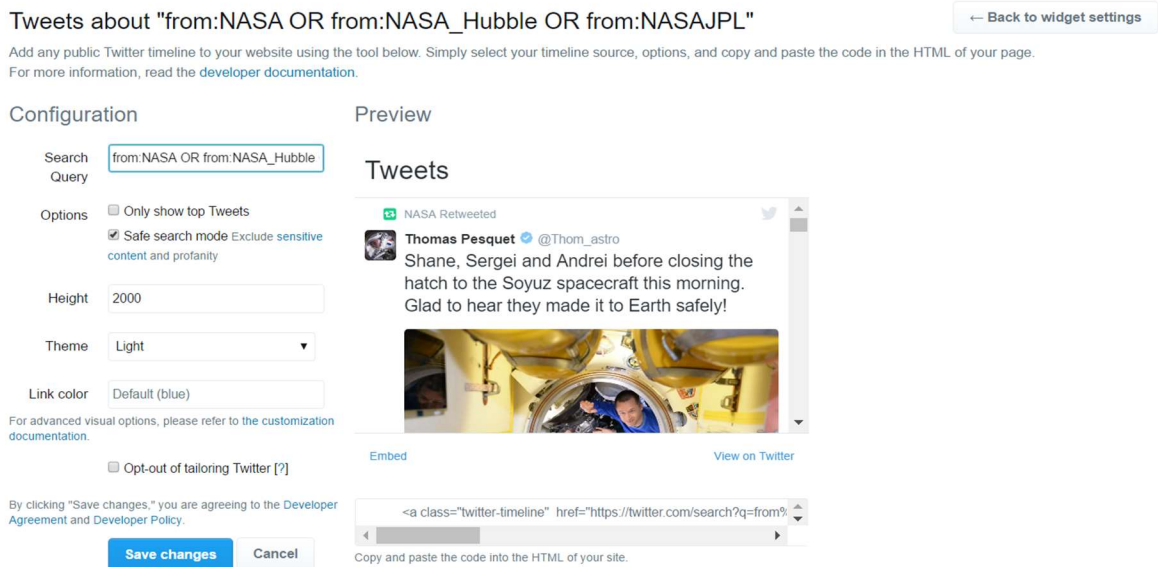 Tweets about "from:NASA OR from:NASA_Hubble OR from:NASAJPL"
← Back to widget settings
Add any public Twitter timeline to your website using the tool below. Simply select your timeline source, options, and copy and paste the code in the HTML of your page.
For more information, read the developer documentation.
Configuration
Search
Query
from:NASA OR from:NASA_Hubble
Options
Only show top Tweets
Safe search mode Exclude sensitive
content and profanity
Height
2000
Theme
Light
Link color
Default (blue)
For advanced visual options, please refer to the customization
documentation.
Opt-out of tailoring Twitter [?]
By clicking "Save changes," you are agreeing to the Developer
Agreement and Developer Policy.
Save changes
Cancel
Preview
Tweets
NASA Retweeted
Thomas Pesquet @Thom_astro
Shane, Sergei and Andrei before closing the
hatch to the Soyuz spacecraft this morning.
Glad to hear they made it to Earth safely!
Embed
View on Twitter
<a class="twitter-timeline" href="https://twitter.com/search?q=from%
Copy and paste the code into the HTML of your site.